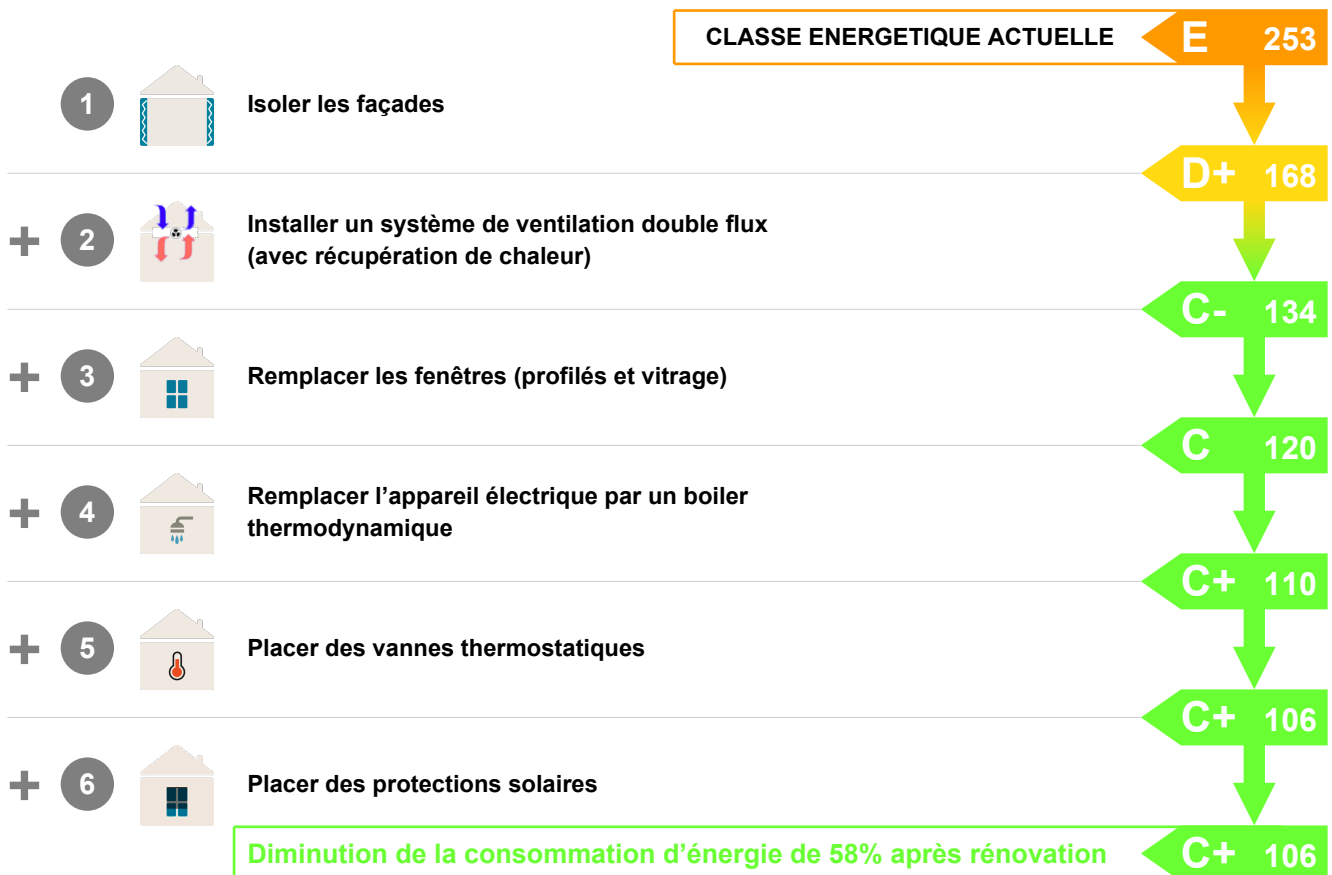 CLASSE ENERGETIQUE ACTUELLE E 253
1 Isoler les façades
D+ 168
+ 2 Installer un système de ventilation double flux
(avec récupération de chaleur)
C- 134
+ 3 Remplacer les fenêtres (profilés et vitrage)
C 120
+ 4 Remplacer l’appareil électrique par un boiler
thermodynamique
C+ 110
+ 5 Placer des vannes thermostatiques
C+ 106
+ 6 Placer des protections solaires
Diminution de la consommation d’énergie de 58% après rénovation C+ 106